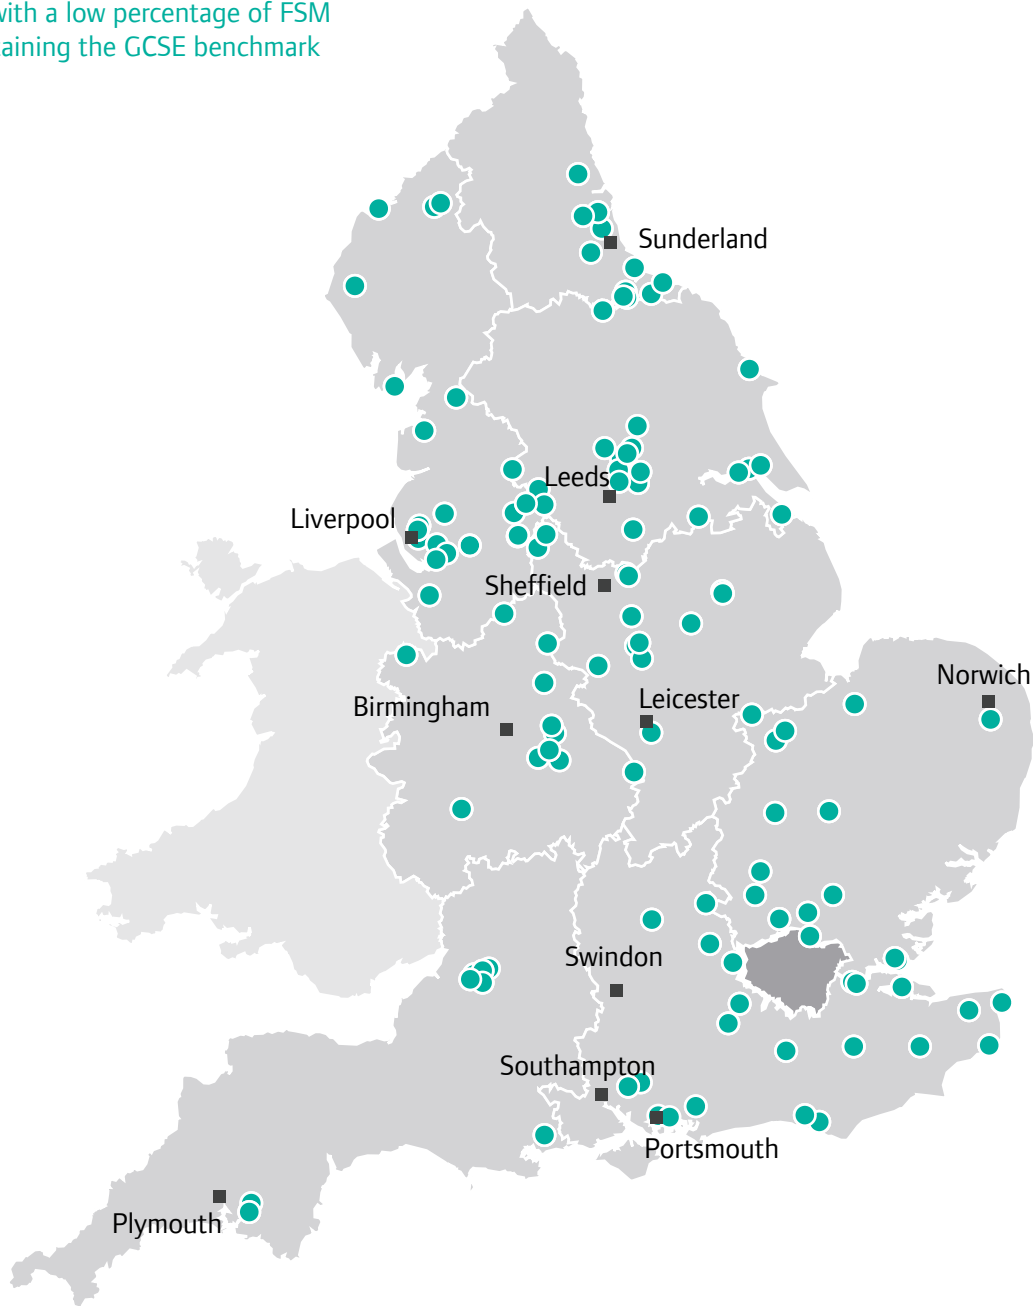 with a low percentage of FSM
taining the GCSE benchmark
Sunderland
Leeds
Liverpool
Sheffield
Norwich
Leicester
Birmingham
Swindon
Southampton
Portsmouth
Plymouth